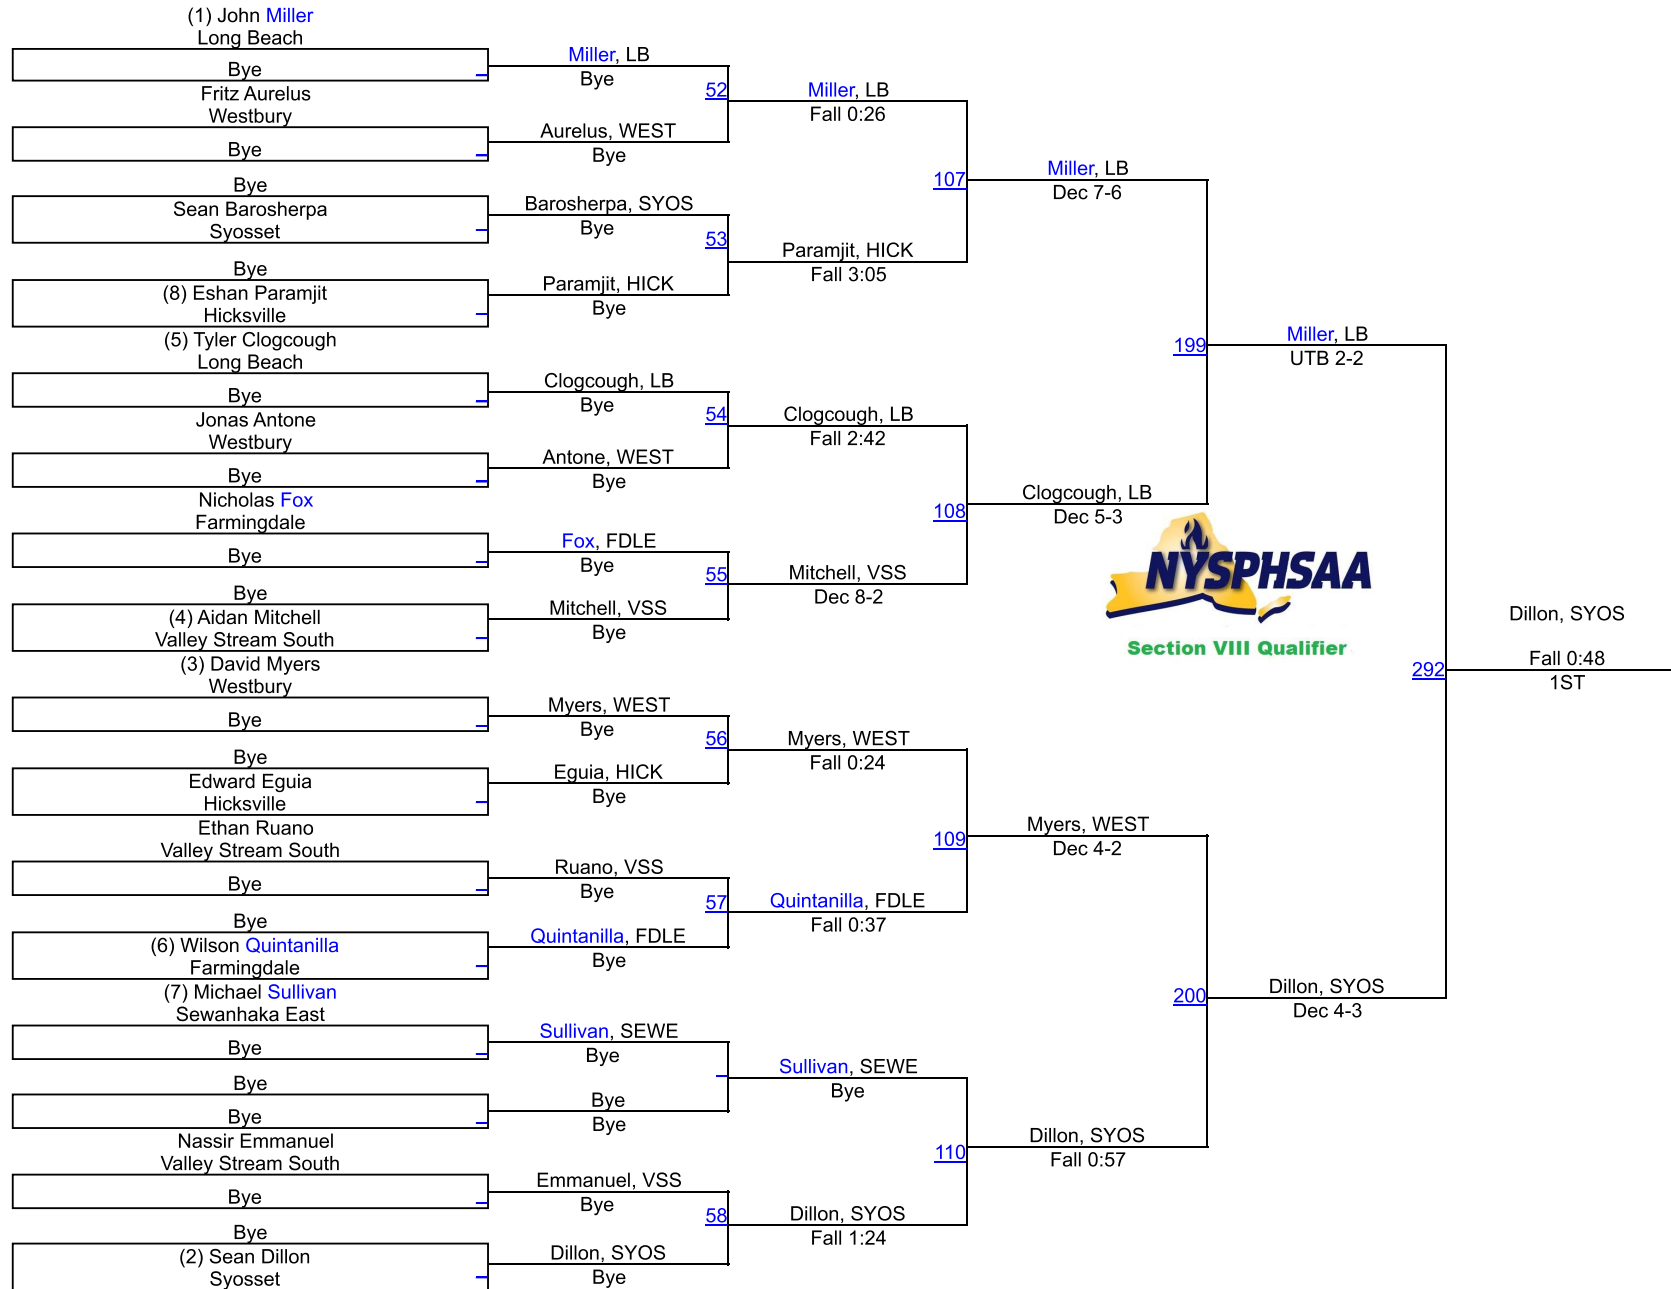 (1) John Miller
Long Beach
Bye
Fritz Aurelus
Westbury
Bye
Bye
Sean Barosherpa
Syosset
Bye
(8) Eshan Paramjit
Hicksville
(5) Tyler Clogcough
Long Beach
Bye
Jonas Antone
Westbury
Bye
Nicholas Fox
Farmingdale
Bye
Bye
(4) Aidan Mitchell
Valley Stream South
(3) David Myers
Westbury
Bye
Bye
Edward Eguia
Hicksville
Ethan Ruano
Valley Stream South
Bye
Bye
(6) Wilson Quintanilla
Farmingdale
(7) Michael Sullivan
Sewanhaka East
Bye
Bye
Bye
Nassir Emmanuel
Valley Stream South
Bye
Bye
(2) Sean Dillon
Syosset
Miller, LB
Bye
52
Aurelus, WEST
Bye
Barosherpa, SYOS
Bye
53
Paramjit, HICK
Bye
Clogcough, LB
Bye
54
Antone, WEST
Bye
Fox, FDLE
Bye
55
Mitchell, VSS
Bye
Myers, WEST
Bye
56
Eguia, HICK
Bye
Ruano, VSS
Bye
57
Quintanilla, FDLE
Bye
Sullivan, SEWE
Bye
Bye
Bye
Emmanuel, VSS
Bye
58
Dillon, SYOS
Bye
Miller, LB
Fall 0:26
107
Paramjit, HICK
Fall 3:05
Clogcough, LB
Fall 2:42
108
Mitchell, VSS
Dec 8-2
Myers, WEST
Fall 0:24
109
Quintanilla, FDLE
Fall 0:37
Sullivan, SEWE
Bye
110
Dillon, SYOS
Fall 1:24
Miller, LB
Dec 7-6
199
Clogcough, LB
Dec 5-3
NYSPHSAA
Section VIII Qualifier
Myers, WEST
Dec 4-2
200
Dillon, SYOS
Fall 0:57
Miller, LB
UTB 2-2
292
Dillon, SYOS
Dec 4-3
Dillon, SYOS
Fall 0:48
1ST